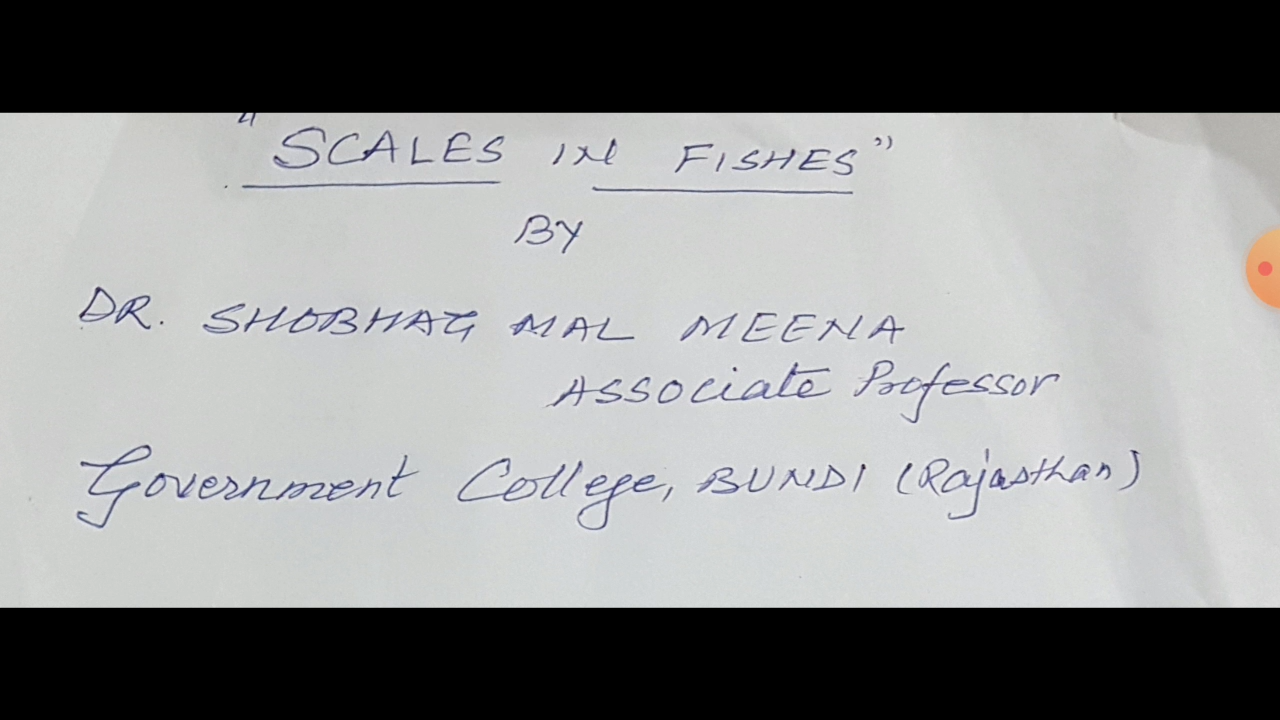 "SCALES IN FISHES"
BY
DR. SHOBHAG MAL MEENA
Associate Professor
Government College, BUNDI (Rajasthan)